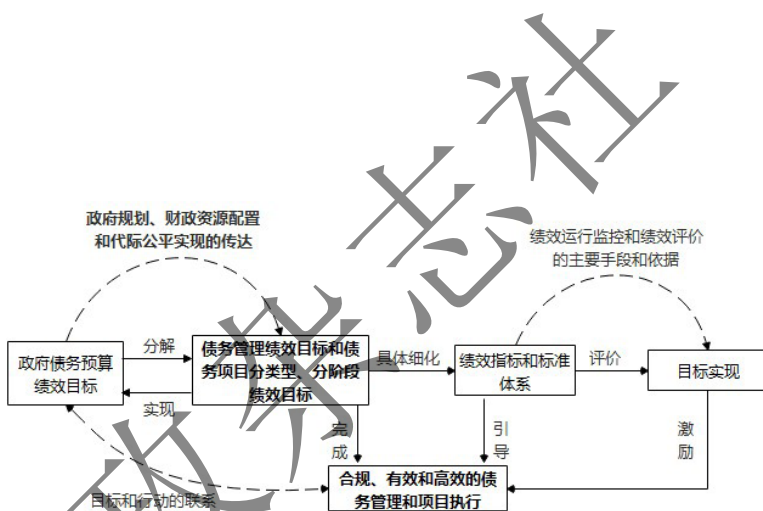 政府规划、财政资源配置
和代际公平实现的传达
绩效运行监控和绩效评价
的主要手段和依据
政府债务预算
绩效目标
分解
实现
债务管理绩效目标和债
务项目分类型、分阶段
绩效目标
具体细化
绩效指标和标准
体系
评价
目标实现
完
成
引
导
激
励
合规、有效和高效的债
务管理和项目执行
目标和行动的联系
政杂志社